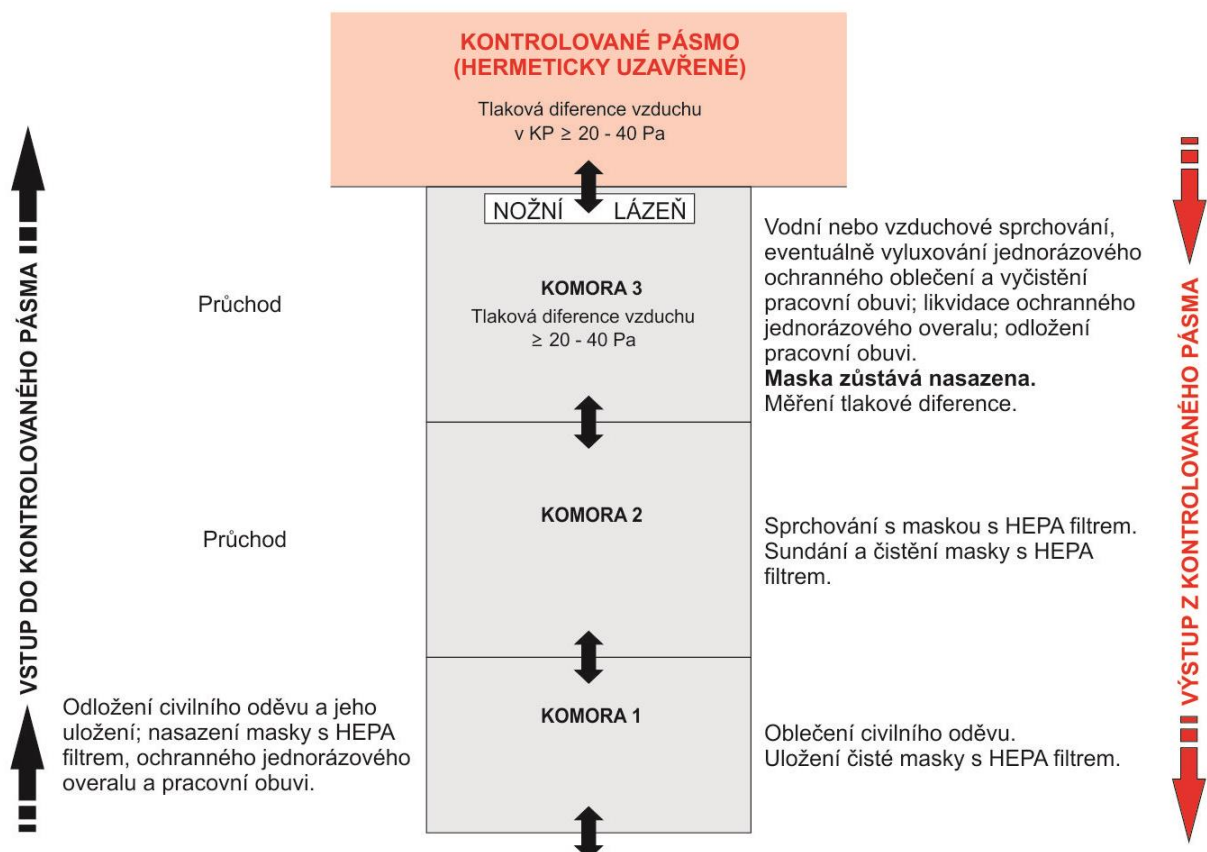 KONTROLOVANÉ PÁSMO
(HERMETICKY UZAVŘENÉ)
Tlaková diference vzduchu
v KP ≥ 20 - 40 Pa
NOŽNÍ LÁZEŇ
VSTUP DO KONTROLOVANÉHO PÁSMA
Průchod
KOMORA 3
Tlaková diference vzduchu
≥ 20 - 40 Pa
Vodní nebo vzduchové sprchování,
eventuálně vyluxování jednorázového
ochranného oblečení a vyčistění
pracovní obuvi; likvidace ochranného
jednorázového overalu; odložení
pracovní obuvi.
Maska zůstává nasazena.
Měření tlakové diference.
VÝSTUP Z KONTROLOVANÉHO PÁSMA
Průchod
KOMORA 2
Sprchování s maskou s HEPA filtrem.
Sundání a čistění masky s HEPA
filtrem.
Odložení civilního oděvu a jeho
uložení; nasazení masky s HEPA
filtrem, ochranného jednorázového
overalu a pracovní obuvi.
KOMORA 1
Oblečení civilního oděvu.
Uložení čisté masky s HEPA filtrem.